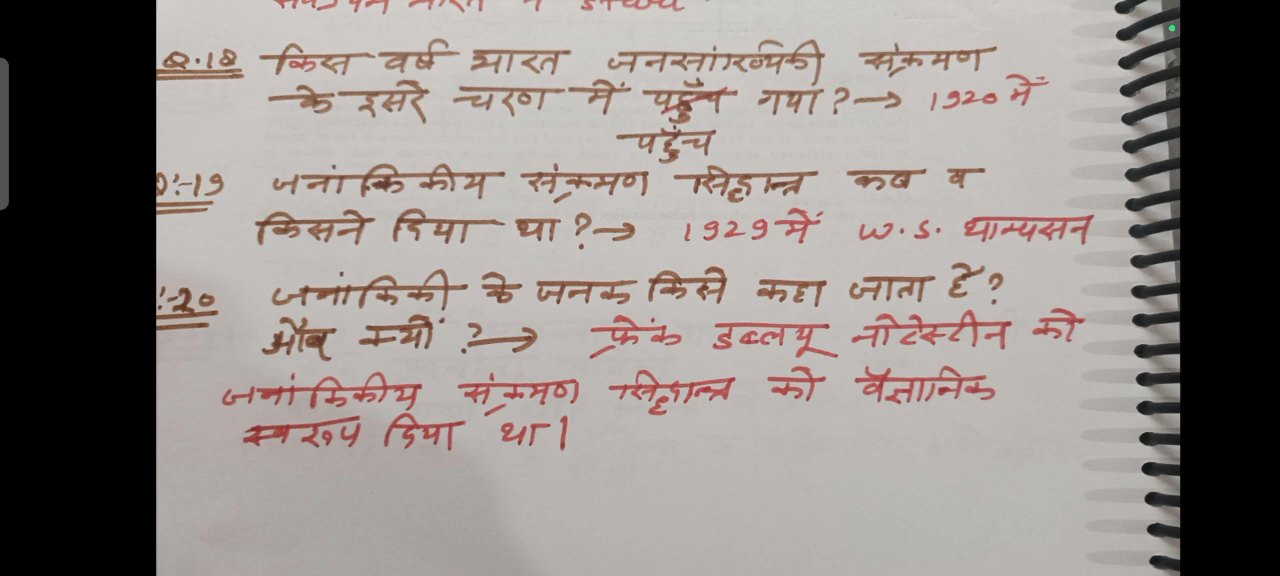 Q.18 किस वर्ष भारत जनसांख्यिकी संक्रमण
के दुसरे चरण में पहुँच गया? → 1920 में
पहुँच
Q:-19 जनांकिकीय संक्रमण सिद्धान्त कब व
किसने दिया था? → 1929 में W.S. थाम्पसन
:-20 जनांकिकी के जनक किसे कहा जाता है?
और क्यों ? → फ्रेंक डब्लयू नोटेस्टीन को
जनांकिकीय संक्रमण सिद्धान्त को वैज्ञानिक
स्वरूप दिया था।